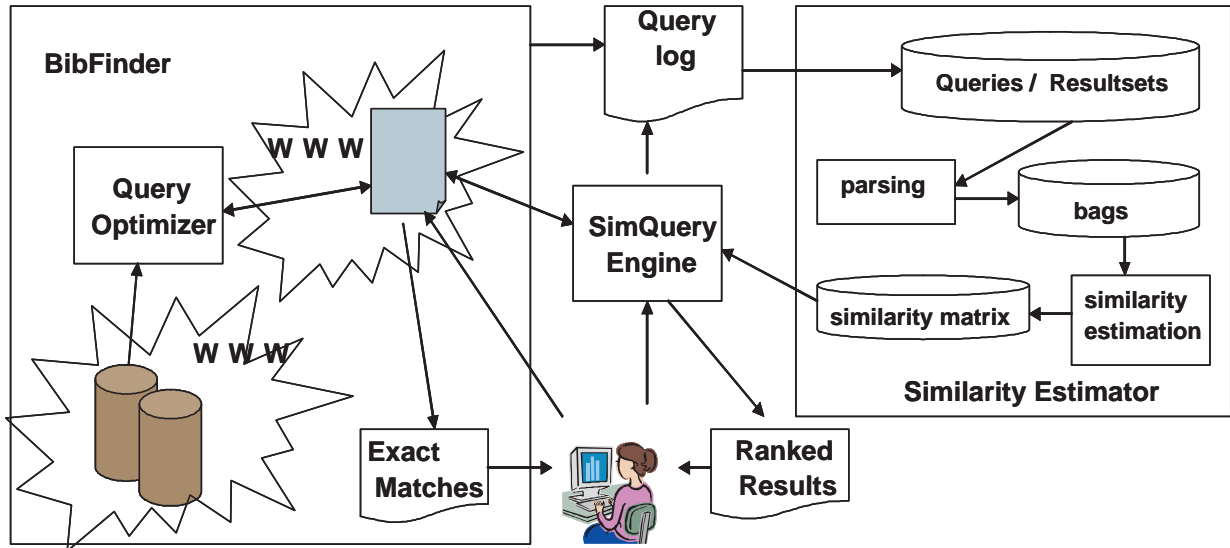 BibFinder
W W W
Query
Optimizer
W W W
Exact
Matches
Query
log
SimQuery
Engine
Ranked
Results
Queries / Resultsets
parsing
bags
similarity
estimation
similarity matrix
Similarity Estimator